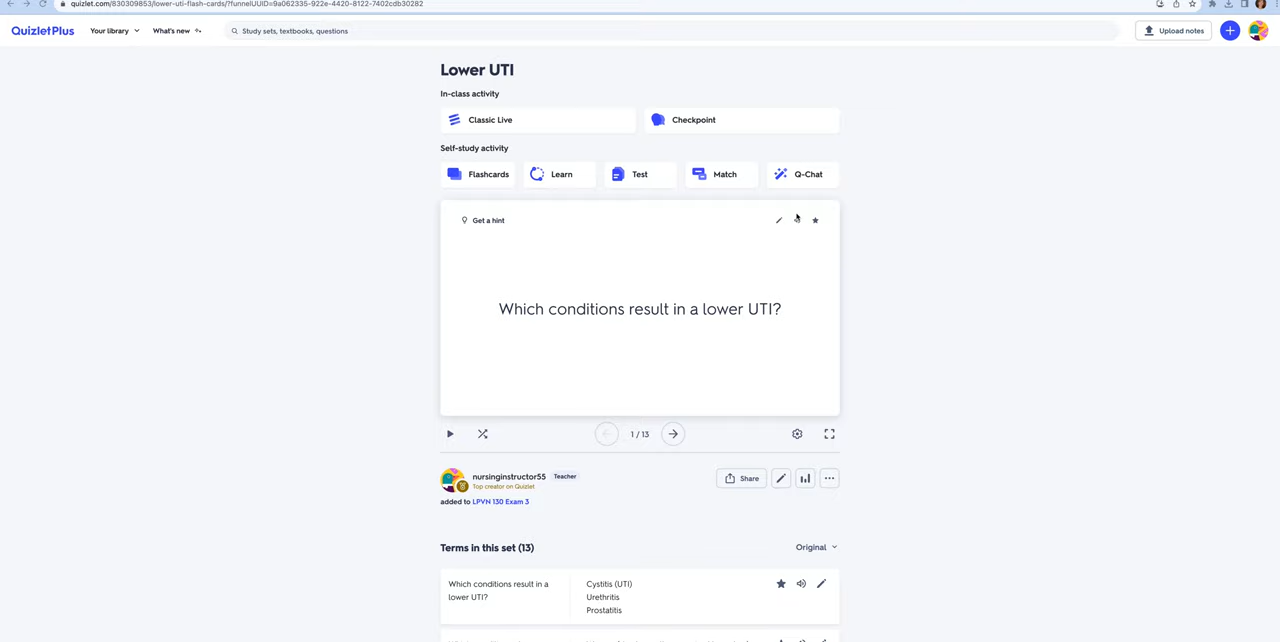 quizlet.com/830309853/lower-uti-flash-cards/?funnelUUID=9a062335-922e-4420-8122-7402cdb30282
QuizletPlus
Your library
What's new
Study sets, textbooks, questions
Upload notes
Lower UTI
In-class activity
Classic Live
Checkpoint
Self-study activity
Flashcards
Learn
Test
Match
Q-Chat
Get a hint
Which conditions result in a lower UTI?
1 / 13
nursinginstructor55 Teacher
Top creator on Quizlet
added to LPVN 130 Exam 3
Share
Terms in this set (13)
Original
Which conditions result in a
lower UTI?
Cystitis (UTI)
Urethritis
Prostatitis